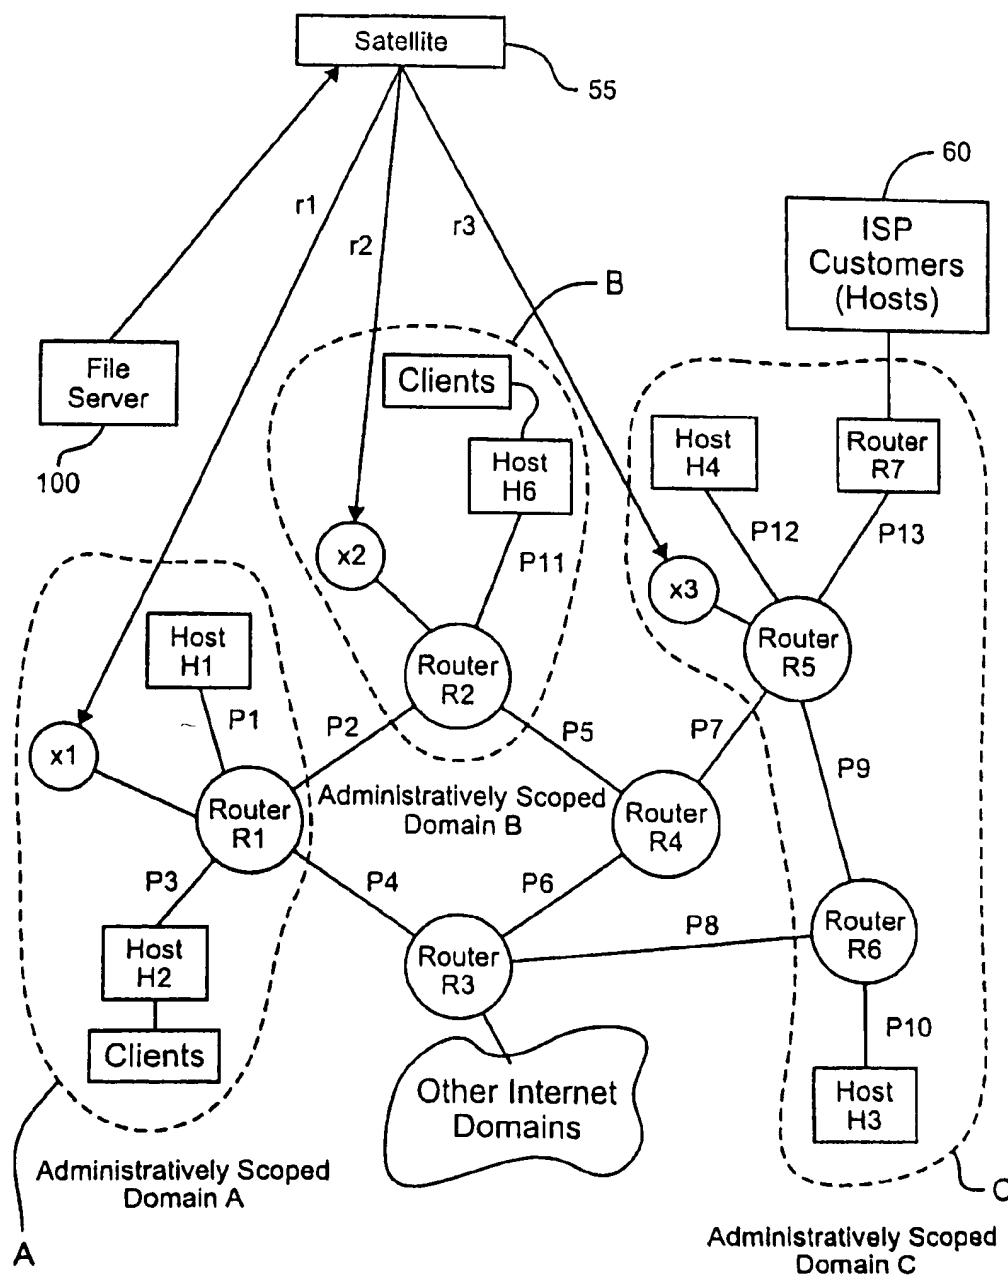 Satellite
55
60
r1
r2
r3
ISP
Customers
(Hosts)
B
File
Server
100
Clients
Host
H6
Host
H4
Router
R7
x2
P11
P12
P13
x3
Host
H1
Router
R2
Router
R5
P1
P2
P5
P7
x1
P9
Router
R1
Administratively Scoped
Domain B
Router
R4
P3
P4
P6
Host
H2
Router
R3
P8
Router
R6
Clients
P10
Other Internet
Domains
Host
H3
Administratively Scoped
Domain A
C
A
Administratively Scoped
Domain C